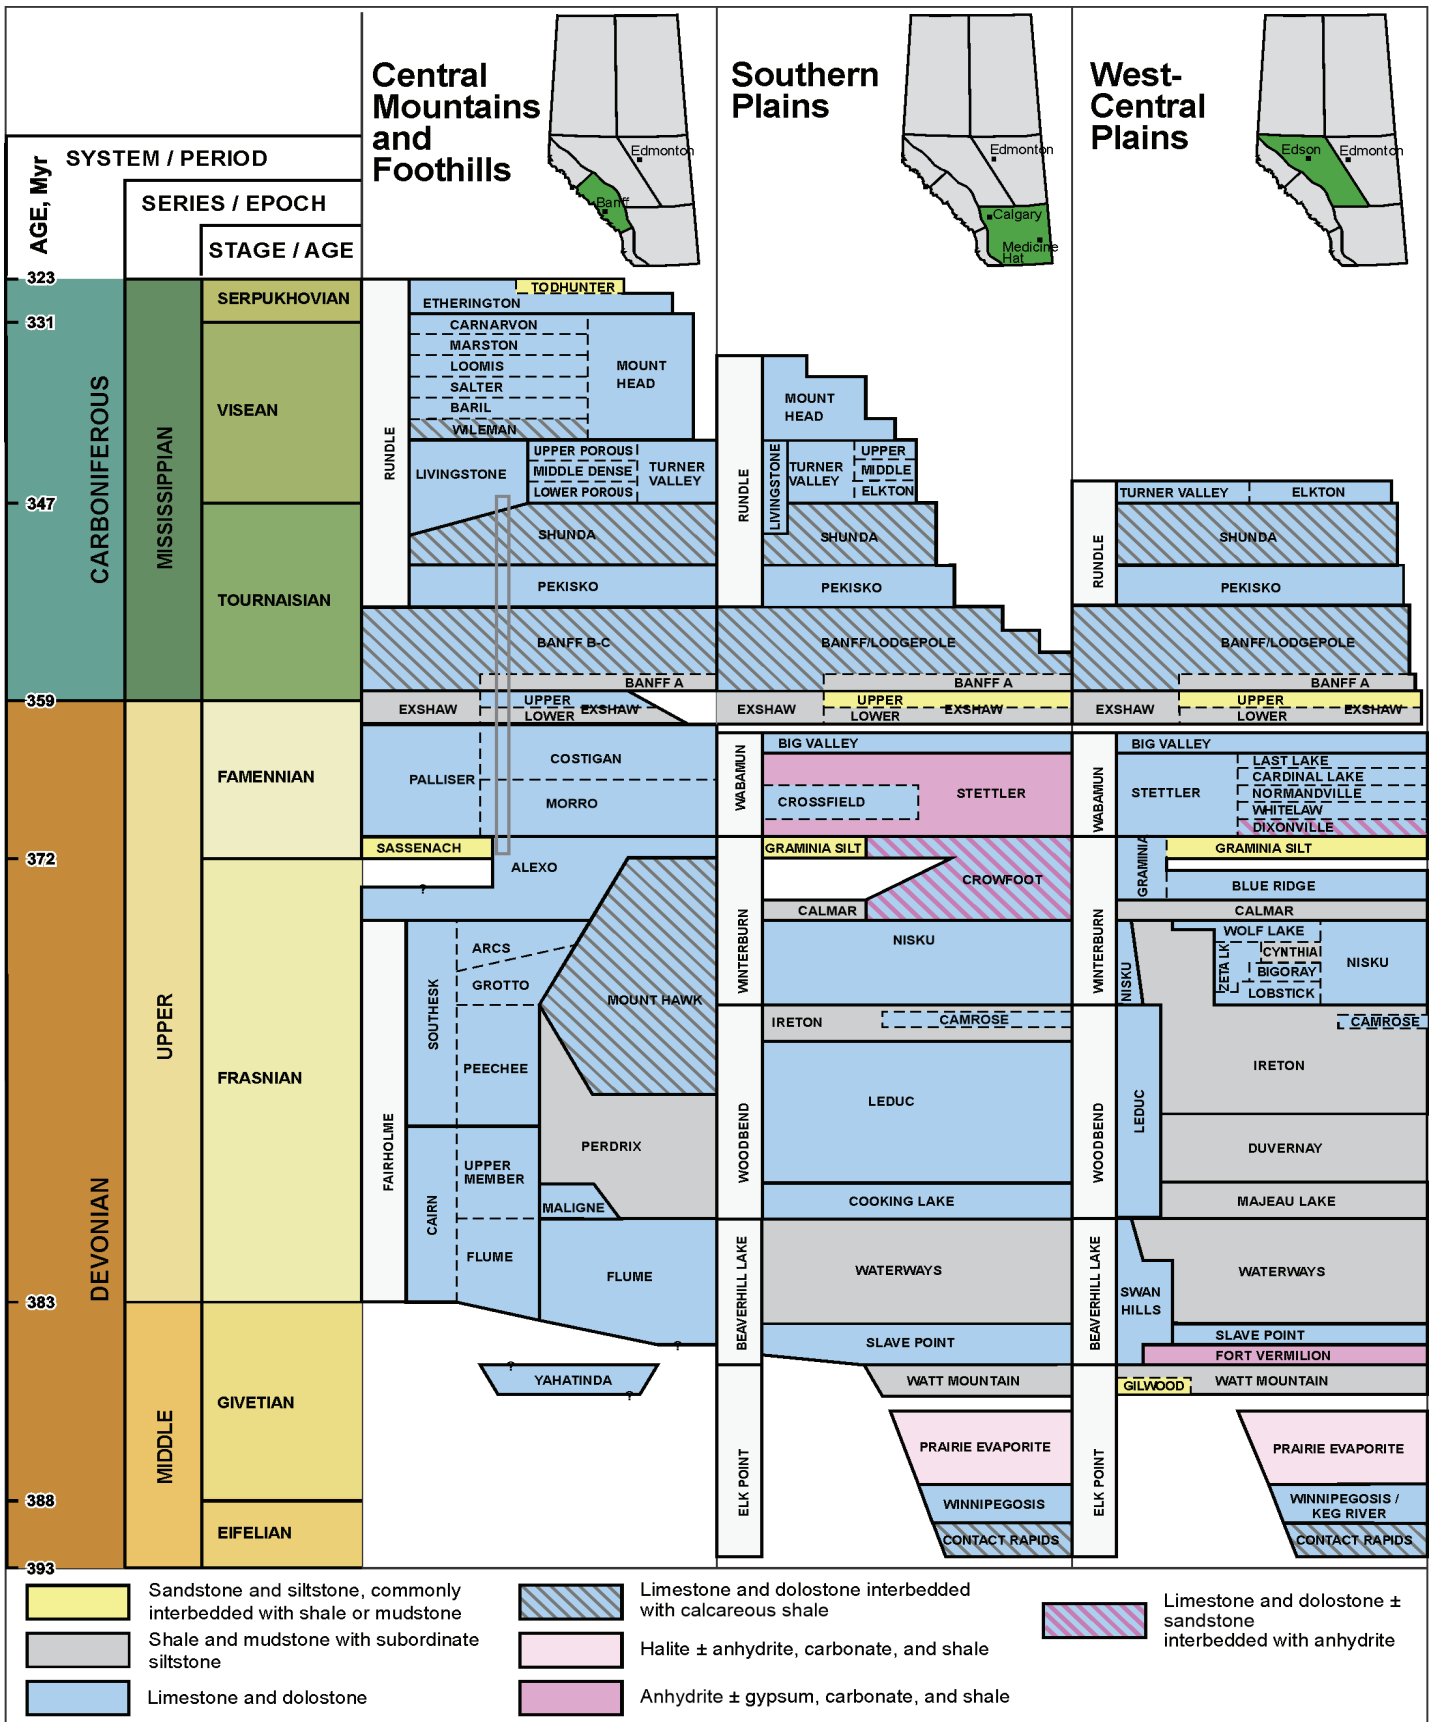 Central
Mountains
and
Foothills
Edmonton
Banff
Southern
Plains
Edmonton
Calgary
Medicine
Hat
West-
Central
Plains
Edson
Edmonton
AGE, Myr
SYSTEM / PERIOD
SERIES / EPOCH
STAGE / AGE
323
331
347
359
372
383
388
393
CARBONIFEROUS
DEVONIAN
MISSISSIPPIAN
UPPER
MIDDLE
SERPUKHOVIAN
VISEAN
TOURNAISIAN
FAMENNIAN
FRASNIAN
GIVETIAN
EIFELIAN
RUNDLE
TODHUNTER
ETHERINGTON
CARNARVON
MARSTON
LOOMIS
SALTER
BARIL
WILEMAN
MOUNT
HEAD
LIVINGSTONE
UPPER POROUS
MIDDLE DENSE
LOWER POROUS
TURNER
VALLEY
SHUNDA
PEKISKO
BANFF B-C
BANFF A
EXSHAW
UPPER
LOWER
EXSHAW
PALLISER
COSTIGAN
MORRO
SASSENACH
ALEXO
?
FAIRHOLME
SOUTHESK
ARCS
GROTTO
PEECHEE
MOUNT HAWK
PERDRIX
CAIRN
UPPER
MEMBER
MALIGNE
FLUME
FLUME
?
?
YAHATINDA
?
RUNDLE
MOUNT
HEAD
LIVINGSTONE
TURNER
VALLEY
UPPER
MIDDLE
ELKTON
SHUNDA
PEKISKO
BANFF/LODGEPOLE
BANFF A
EXSHAW
UPPER
LOWER
EXSHAW
WABAMUN
BIG VALLEY
CROSSFIELD
STETTLER
WINTERBURN
GRAMINIA SILT
CROWFOOT
CALMAR
NISKU
WOODBEND
IRETON
CAMROSE
LEDUC
COOKING LAKE
BEAVERHILL LAKE
WATERWAYS
SLAVE POINT
ELK POINT
WATT MOUNTAIN
PRAIRIE EVAPORITE
WINNIPEGOSIS
CONTACT RAPIDS
RUNDLE
TURNER VALLEY
ELKTON
SHUNDA
PEKISKO
BANFF/LODGEPOLE
BANFF A
EXSHAW
UPPER
LOWER
EXSHAW
WABAMUN
BIG VALLEY
STETTLER
LAST LAKE
CARDINAL LAKE
NORMANDVILLE
WHITELAW
DIXONVILLE
WINTERBURN
GRAMINIA
GRAMINIA SILT
BLUE RIDGE
CALMAR
NISKU
WOLF LAKE
ZETA LK
CYNTHIA
BIGORAY
LOBSTICK
NISKU
WOODBEND
LEDUC
CAMROSE
IRETON
DUVERNAY
MAJEAU LAKE
BEAVERHILL LAKE
SWAN
HILLS
WATERWAYS
SLAVE POINT
FORT VERMILION
ELK POINT
GILWOOD
WATT MOUNTAIN
PRAIRIE EVAPORITE
WINNIPEGOSIS /
KEG RIVER
CONTACT RAPIDS
Sandstone and siltstone, commonly
interbedded with shale or mudstone
Shale and mudstone with subordinate
siltstone
Limestone and dolostone
Limestone and dolostone interbedded
with calcareous shale
Halite ± anhydrite, carbonate, and shale
Anhydrite ± gypsum, carbonate, and shale
Limestone and dolostone ±
sandstone
interbedded with anhydrite